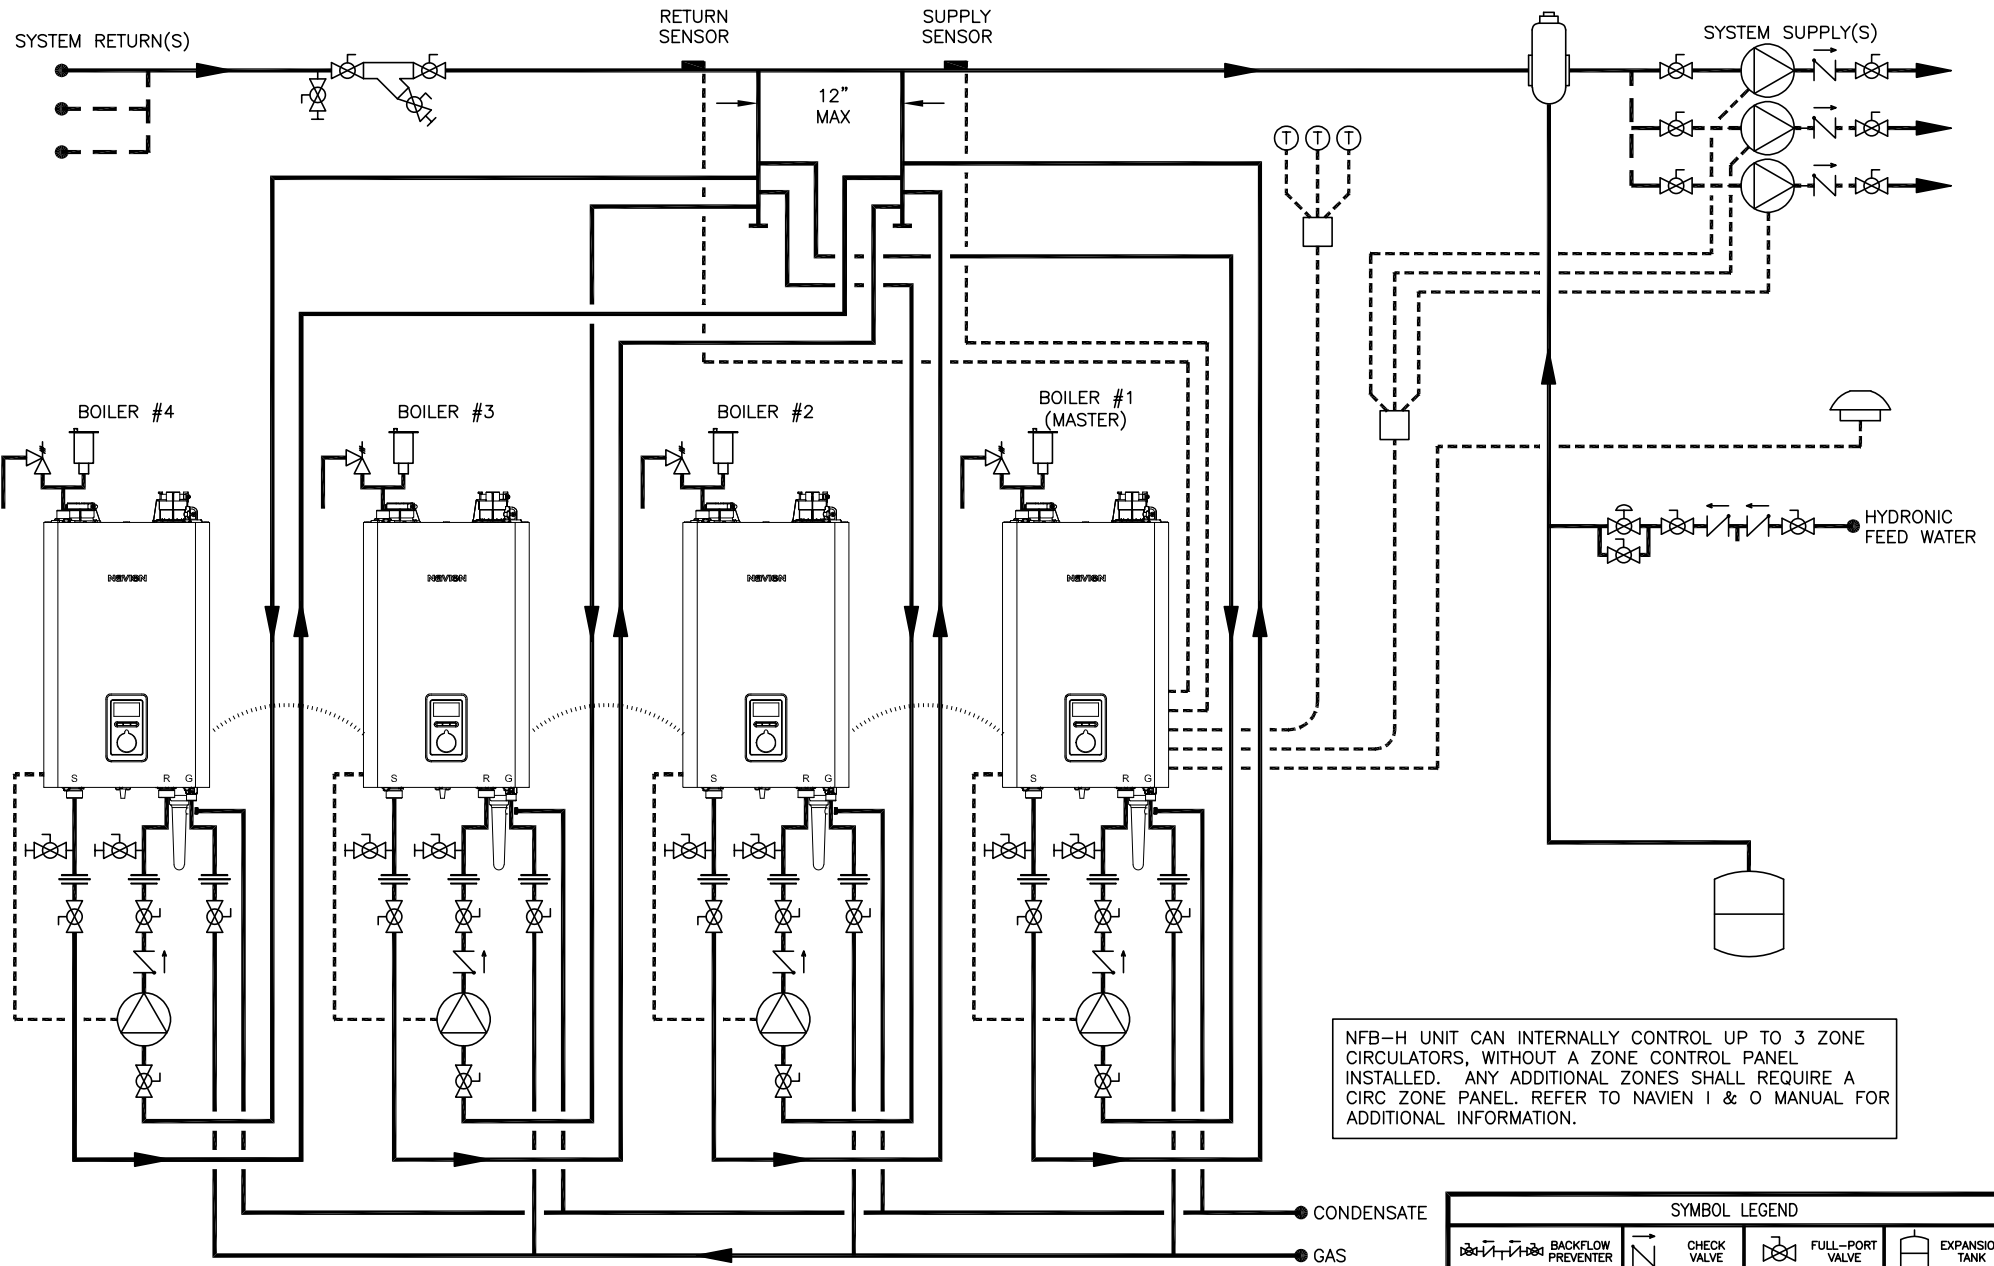 SYSTEM RETURN(S)
RETURN
SENSOR
SUPPLY
SENSOR
SYSTEM SUPPLY(S)
12"
MAX
T T T
BOILER #4
BOILER #3
BOILER #2
BOILER #1
(MASTER)
HYDRONIC
FEED WATER
NAVIEN
NAVIEN
NAVIEN
NAVIEN
S R G
S R G
S R G
S R G
NFB-H UNIT CAN INTERNALLY CONTROL UP TO 3 ZONE
CIRCULATORS, WITHOUT A ZONE CONTROL PANEL
INSTALLED. ANY ADDITIONAL ZONES SHALL REQUIRE A
CIRC ZONE PANEL. REFER TO NAVIEN I & O MANUAL FOR
ADDITIONAL INFORMATION.
CONDENSATE
GAS
SYMBOL LEGEND
BACKFLOW
PREVENTER
CHECK
VALVE
FULL-PORT
VALVE
EXPANSIO
TANK